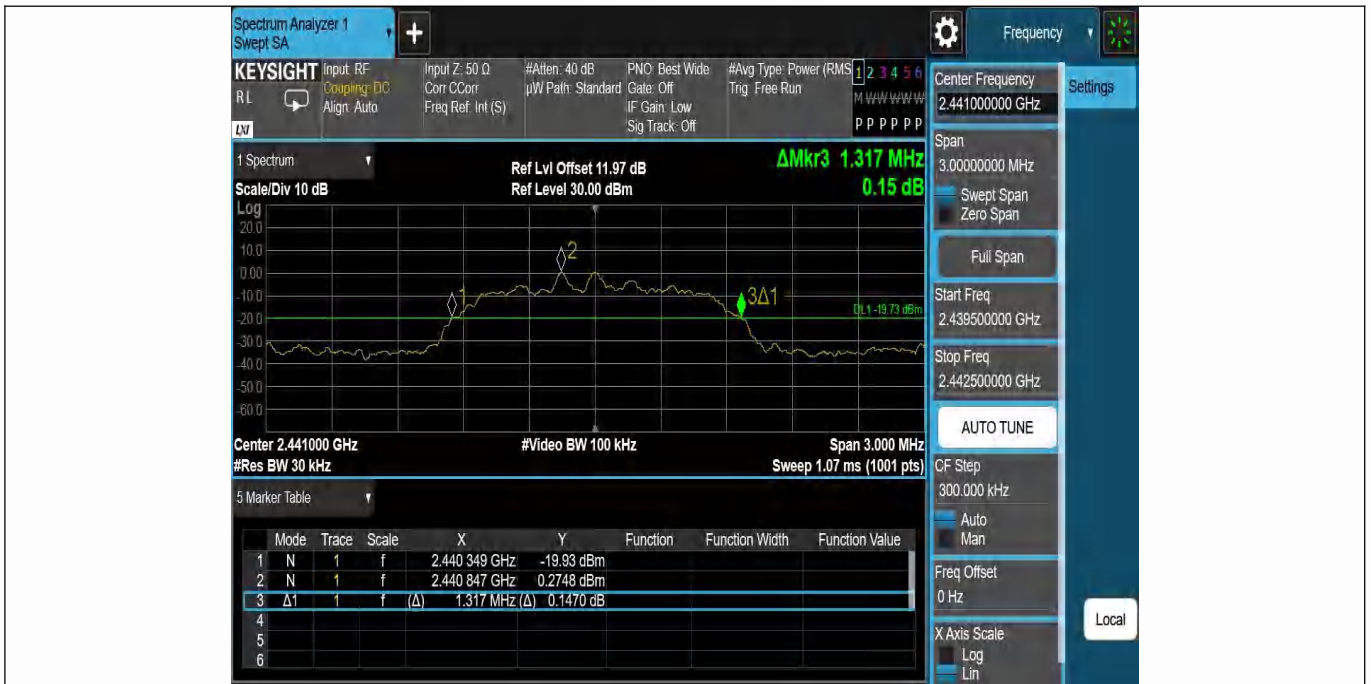 Spectrum Analyzer 1
Swept SA
+
Frequency
KEYSIGHT
RL
LXI
Input: RF
Coupling: DC
Align: Auto
Input Z: 50 Ω
Corr CCorr
Freq Ref: Int (S)
#Atten: 40 dB
µW Path: Standard
PNO: Best Wide
Gate: Off
IF Gain: Low
Sig Track: Off
#Avg Type: Power (RMS
Trig: Free Run
1 2 3 4 5 6
M W W W W W
P P P P P P
1 Spectrum
Scale/Div 10 dB
Ref Lvl Offset 11.97 dB
Ref Level 30.00 dBm
ΔMkr3 1.317 MHz
0.15 dB
Log
20.0
10.0
0.00
-10.0
-20.0
-30.0
-40.0
-50.0
-60.0
1
2
3Δ1
DL1 -19.73 dBm
Center 2.441000 GHz
#Video BW 100 kHz
Span 3.000 MHz
#Res BW 30 kHz
Sweep 1.07 ms (1001 pts)
5 Marker Table
Mode Trace Scale X Y Function Function Width Function Value
1 N 1 f 2.440 349 GHz -19.93 dBm
2 N 1 f 2.440 847 GHz 0.2748 dBm
3 Δ1 1 f (Δ) 1.317 MHz (Δ) 0.1470 dB
4
5
6
Center Frequency
2.441000000 GHz
Settings
Span
3.00000000 MHz
Swept Span
Zero Span
Full Span
Start Freq
2.439500000 GHz
Stop Freq
2.442500000 GHz
AUTO TUNE
CF Step
300.000 kHz
Auto
Man
Freq Offset
0 Hz
Local
X Axis Scale
Log
Lin